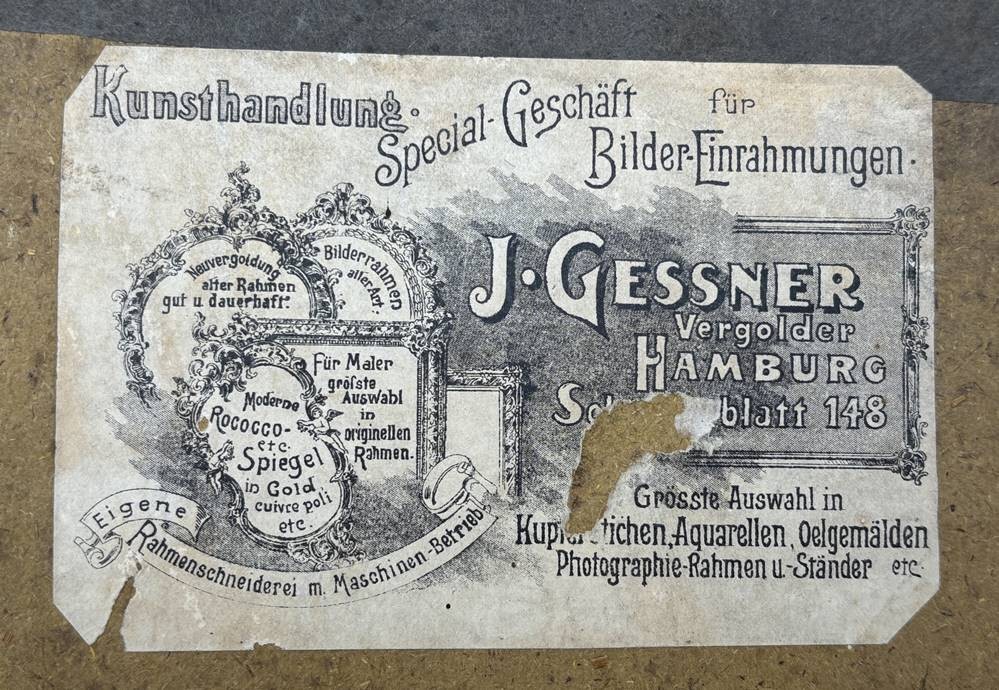 Kunsthandlung.
Special-Geschäft für
Bilder-Einrahmungen.
Neuvergoldung
alter Rahmen
gut u. dauerhaft.
Bilderrahmen
aller Art.
J. GESSNER
Vergolder
HAMBURG
blatt 148
Für Maler
grösste
Auswahl
in
originellen
Rahmen.
Moderne
Rococco-
etc.
Spiegel
in Gold
cuivre poli
etc.
Eigene
Rahmenschneiderei m. Maschinen-Betrieb.
Grösste Auswahl in
Aquarellen, Oelgemälden
Photographie-Rahmen u-Ständer etc.